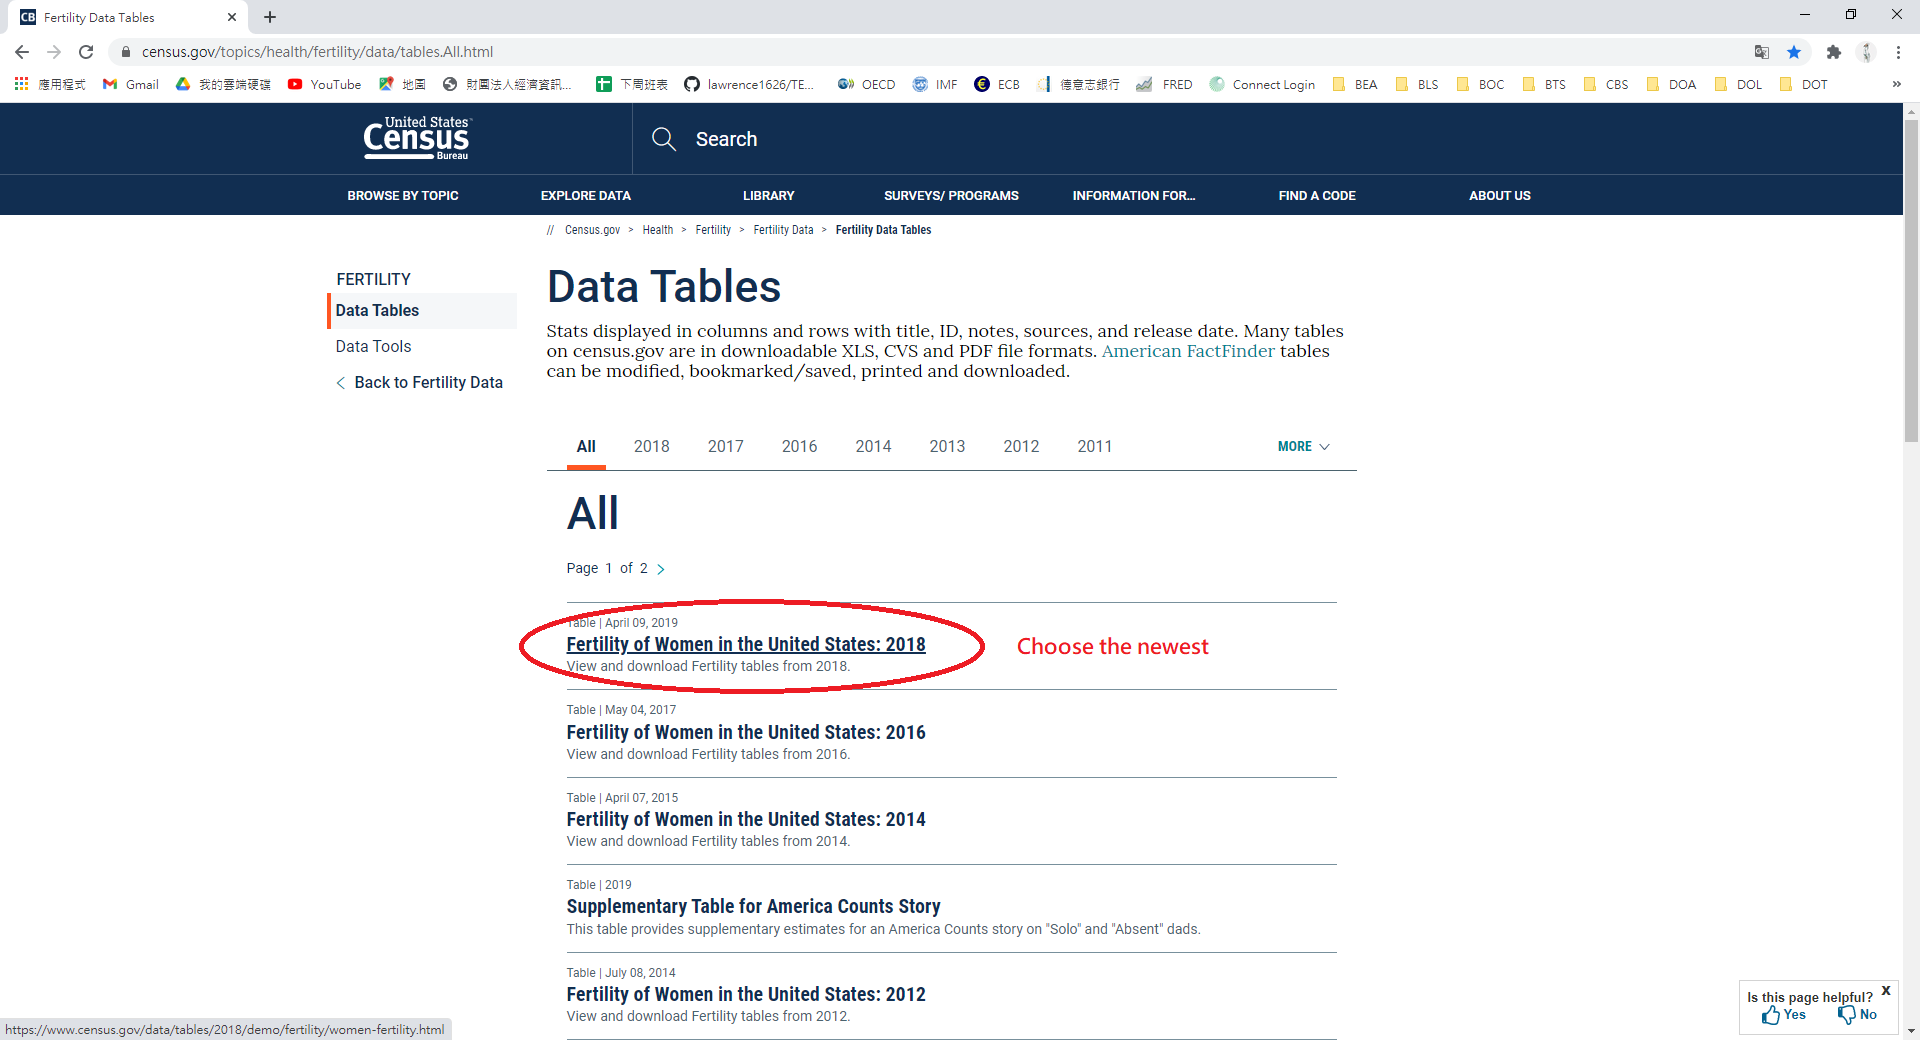 Fertility Data Tables
census.gov/topics/health/fertility/data/tables.All.html
應用程式 Gmail 我的雲端硬碟 YouTube 地圖 財團法人經濟資訊... 下周班表 lawrence1626/TE... OECD IMF ECB 德意志銀行 FRED Connect Login BEA BLS BOC BTS CBS DOA DOL DOT »
United States™
Census
Bureau
Search
BROWSE BY TOPIC EXPLORE DATA LIBRARY SURVEYS/ PROGRAMS INFORMATION FOR... FIND A CODE ABOUT US
// Census.gov > Health > Fertility > Fertility Data > Fertility Data Tables
FERTILITY
Data Tables
Data Tools
Back to Fertility Data
Data Tables
Stats displayed in columns and rows with title, ID, notes, sources, and release date. Many tables
on census.gov are in downloadable XLS, CVS and PDF file formats. American FactFinder tables
can be modified, bookmarked/saved, printed and downloaded.
All 2018 2017 2016 2014 2013 2012 2011 MORE
All
Page 1 of 2 >
Table | April 09, 2019
Fertility of Women in the United States: 2018
View and download Fertility tables from 2018.
Choose the newest
Table | May 04, 2017
Fertility of Women in the United States: 2016
View and download Fertility tables from 2016.
Table | April 07, 2015
Fertility of Women in the United States: 2014
View and download Fertility tables from 2014.
Table | 2019
Supplementary Table for America Counts Story
This table provides supplementary estimates for an America Counts story on "Solo" and "Absent" dads.
Table | July 08, 2014
Fertility of Women in the United States: 2012
View and download Fertility tables from 2012.
Is this page helpful? X
Yes No
https://www.census.gov/data/tables/2018/demo/fertility/women-fertility.html